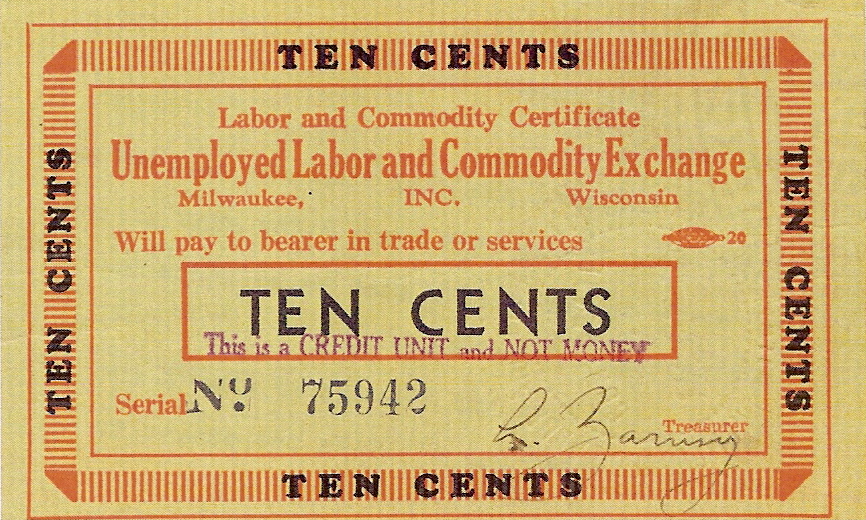 TEN CENTS
Labor and Commodity Certificate
Unemployed Labor and Commodity Exchange
Milwaukee, INC. Wisconsin
Will pay to bearer in trade or services 20
TEN CENTS
This is a CREDIT UNIT and NOT MONEY
Serial No. 75942
Treasurer
TEN CENTS
TEN CENTS
TEN CENTS